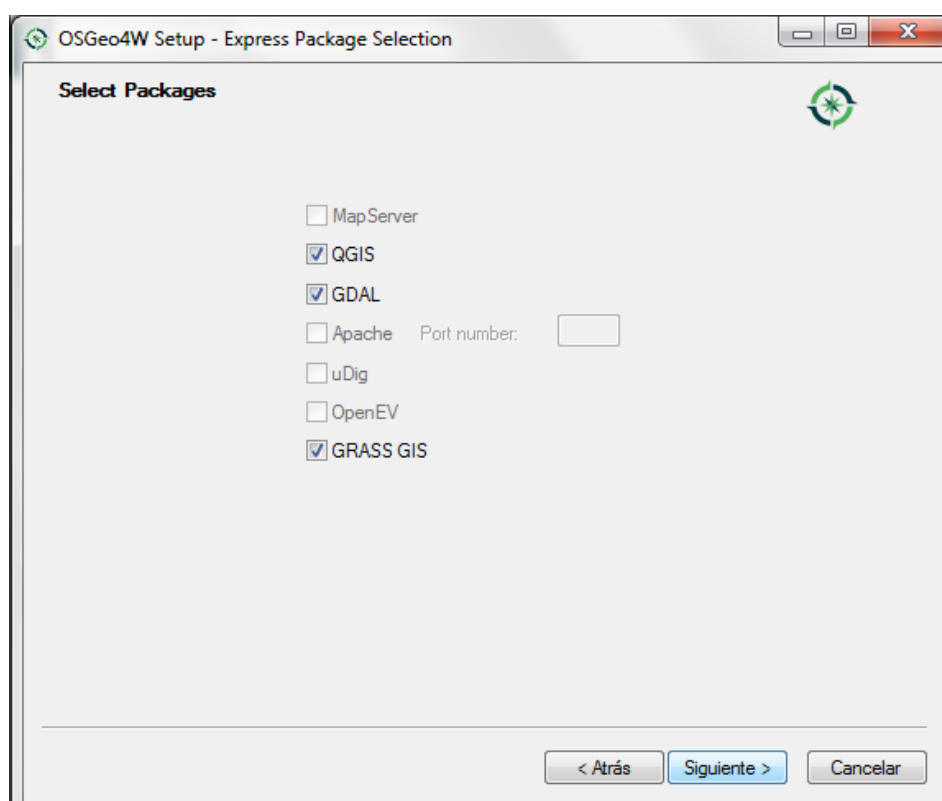 OSGeo4W Setup - Express Package Selection
Select Packages
MapServer
QGIS
GDAL
Apache Port number:
uDig
OpenEV
GRASS GIS
< Atrás Siguiente > Cancelar